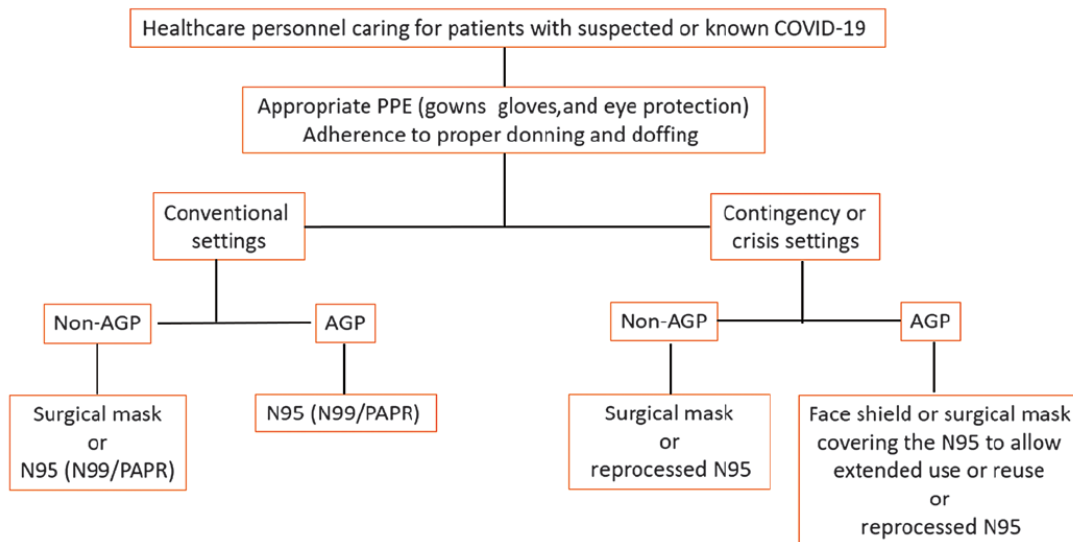 Healthcare personnel caring for patients with suspected or known COVID-19
Appropriate PPE (gowns gloves,and eye protection)
Adherence to proper donning and doffing
Conventional
settings
Contingency or
crisis settings
Non-AGP
AGP
Non-AGP
AGP
Surgical mask
or
N95 (N99/PAPR)
N95 (N99/PAPR)
Surgical mask
or
reprocessed N95
Face shield or surgical mask
covering the N95 to allow
extended use or reuse
or
reprocessed N95